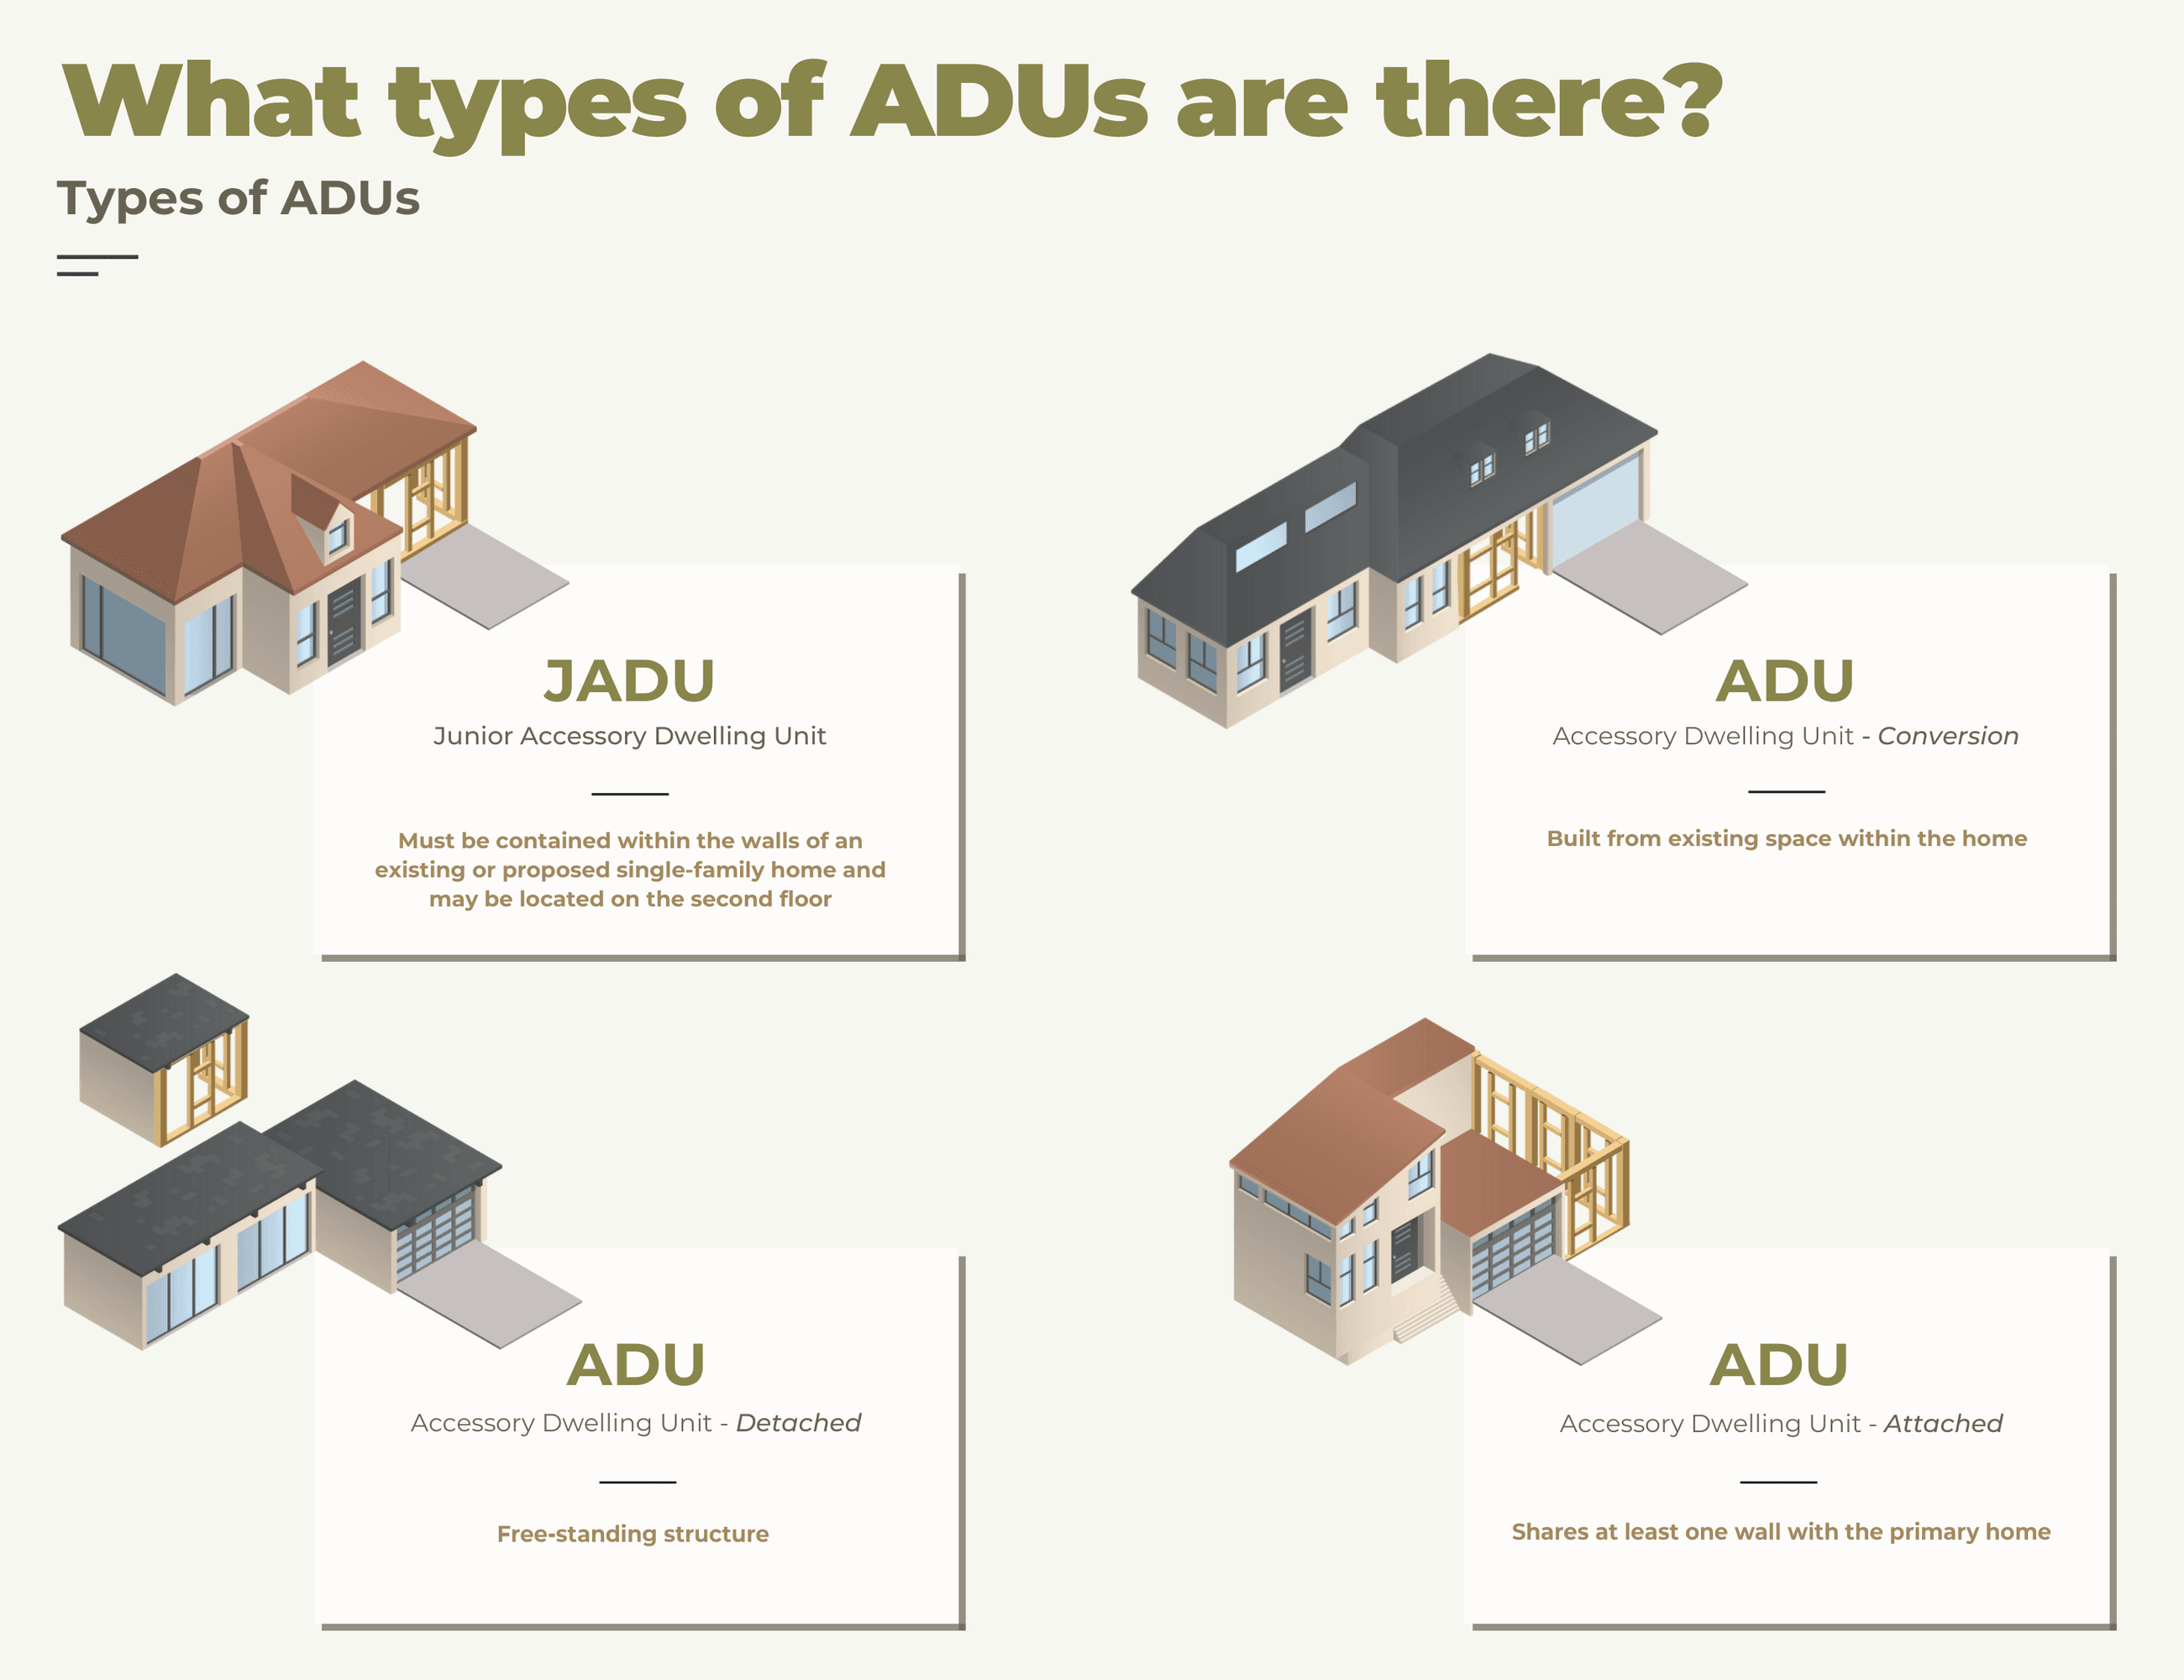 What types of ADUs are there?
Types of ADUs
JADU
Junior Accessory Dwelling Unit
Must be contained within the walls of an
existing or proposed single-family home and
may be located on the second floor
ADU
Accessory Dwelling Unit - Conversion
Built from existing space within the home
ADU
Accessory Dwelling Unit - Detached
Free-standing structure
ADU
Accessory Dwelling Unit - Attached
Shares at least one wall with the primary home